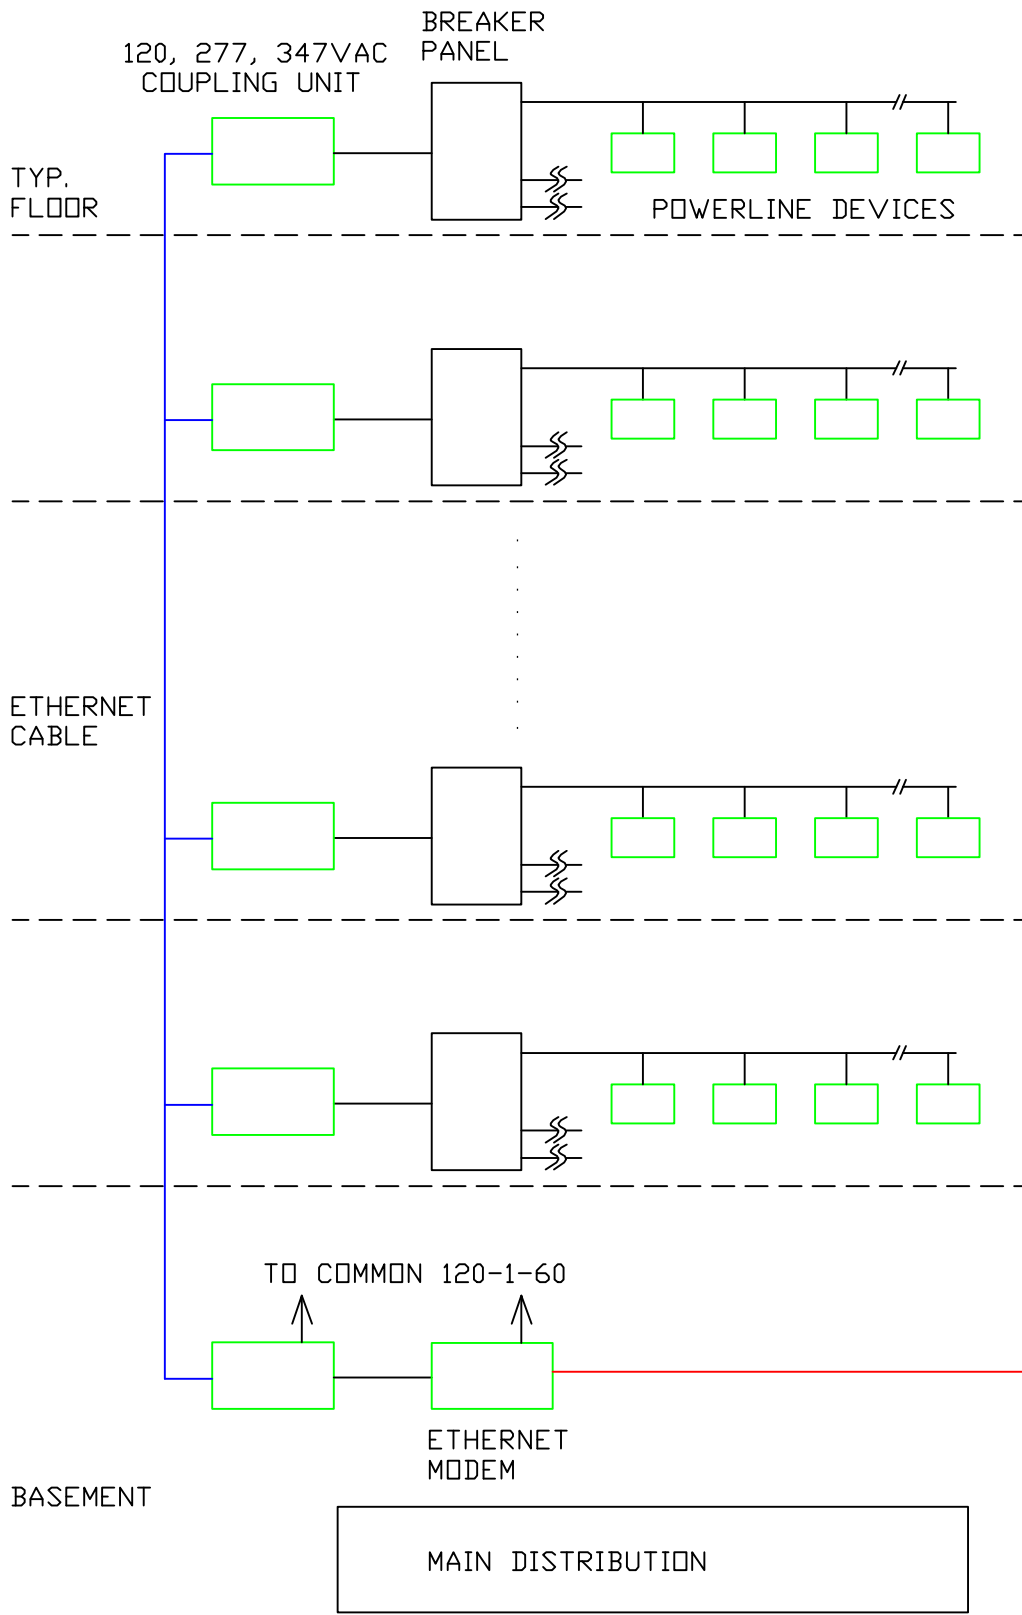 BREAKER
PANEL
120, 277, 347VAC
COUPLING UNIT
TYP.
FLOOR
POWERLINE DEVICES
ETHERNET
CABLE
TO COMMON 120-1-60
ETHERNET
MODEM
BASEMENT
MAIN DISTRIBUTION